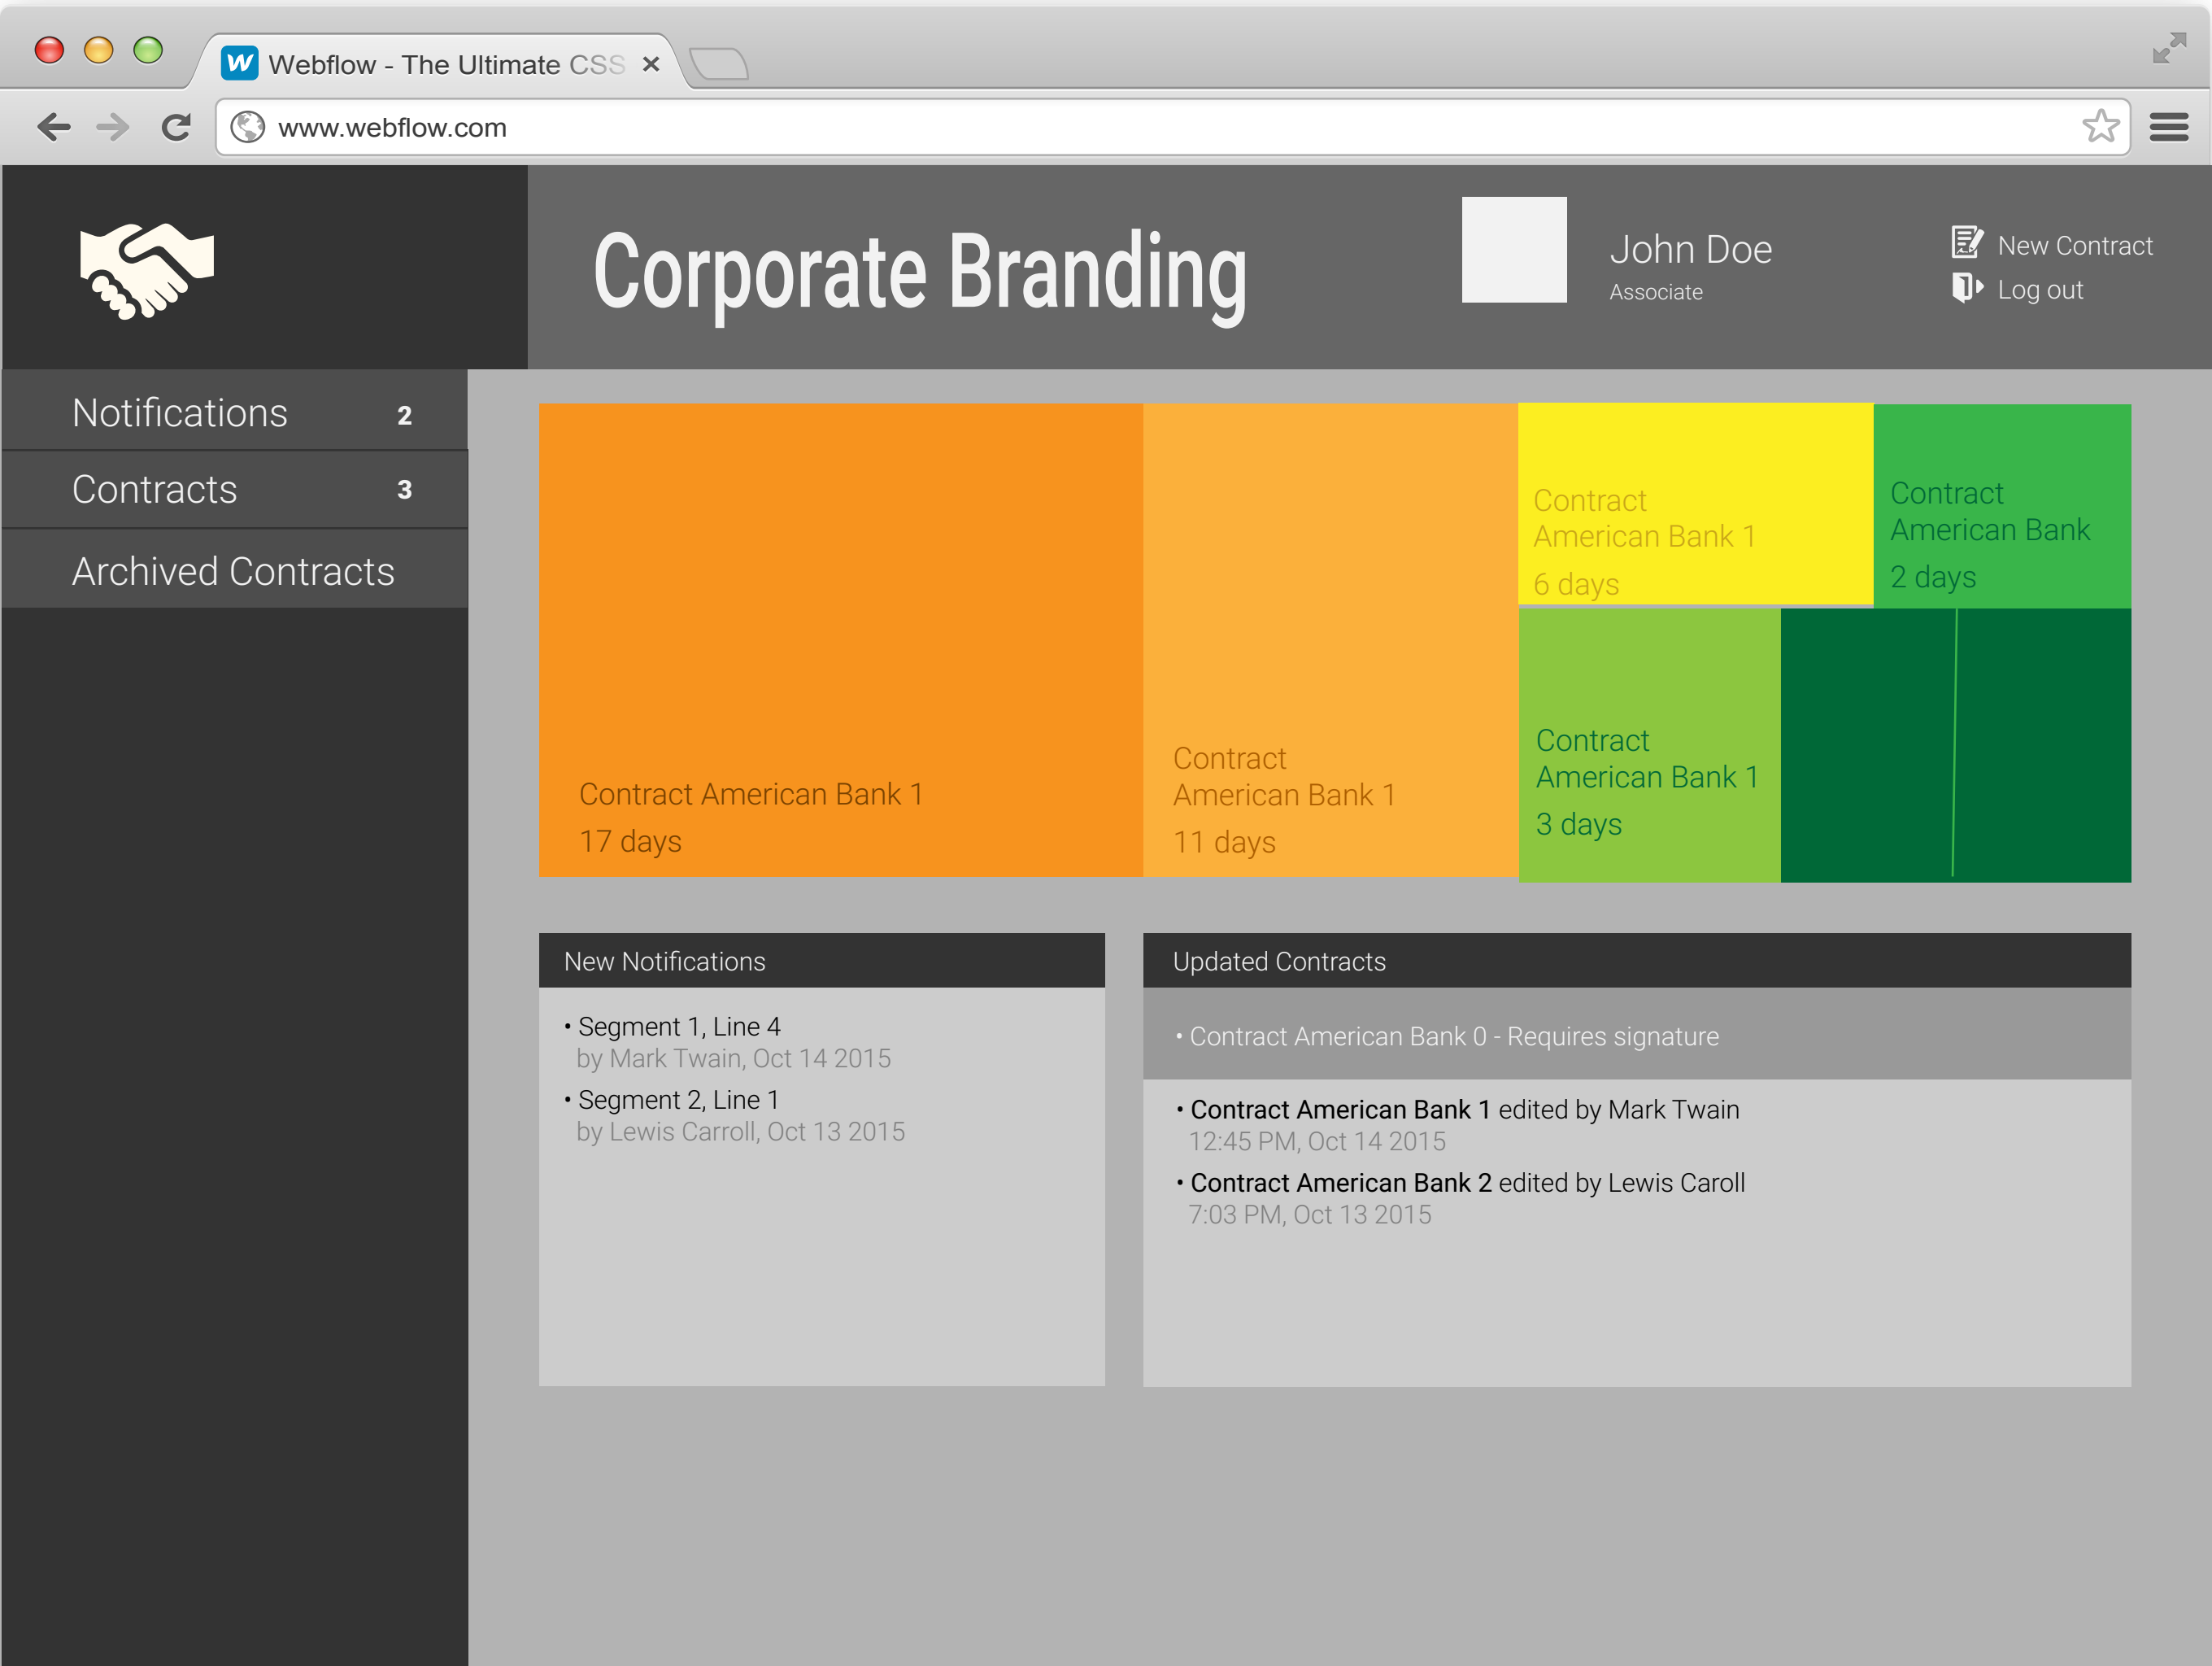 W Webflow - The Ultimate CSS
www.webflow.com
Corporate Branding
John Doe
Associate
New Contract
Log out
Notifications 2
Contracts 3
Archived Contracts
Contract American Bank 1
17 days
Contract
American Bank 1
11 days
Contract
American Bank 1
6 days
Contract
American Bank
2 days
Contract
American Bank 1
3 days
New Notifications
• Segment 1, Line 4
by Mark Twain, Oct 14 2015
• Segment 2, Line 1
by Lewis Carroll, Oct 13 2015
Updated Contracts
• Contract American Bank 0 - Requires signature
• Contract American Bank 1 edited by Mark Twain
12:45 PM, Oct 14 2015
• Contract American Bank 2 edited by Lewis Caroll
7:03 PM, Oct 13 2015